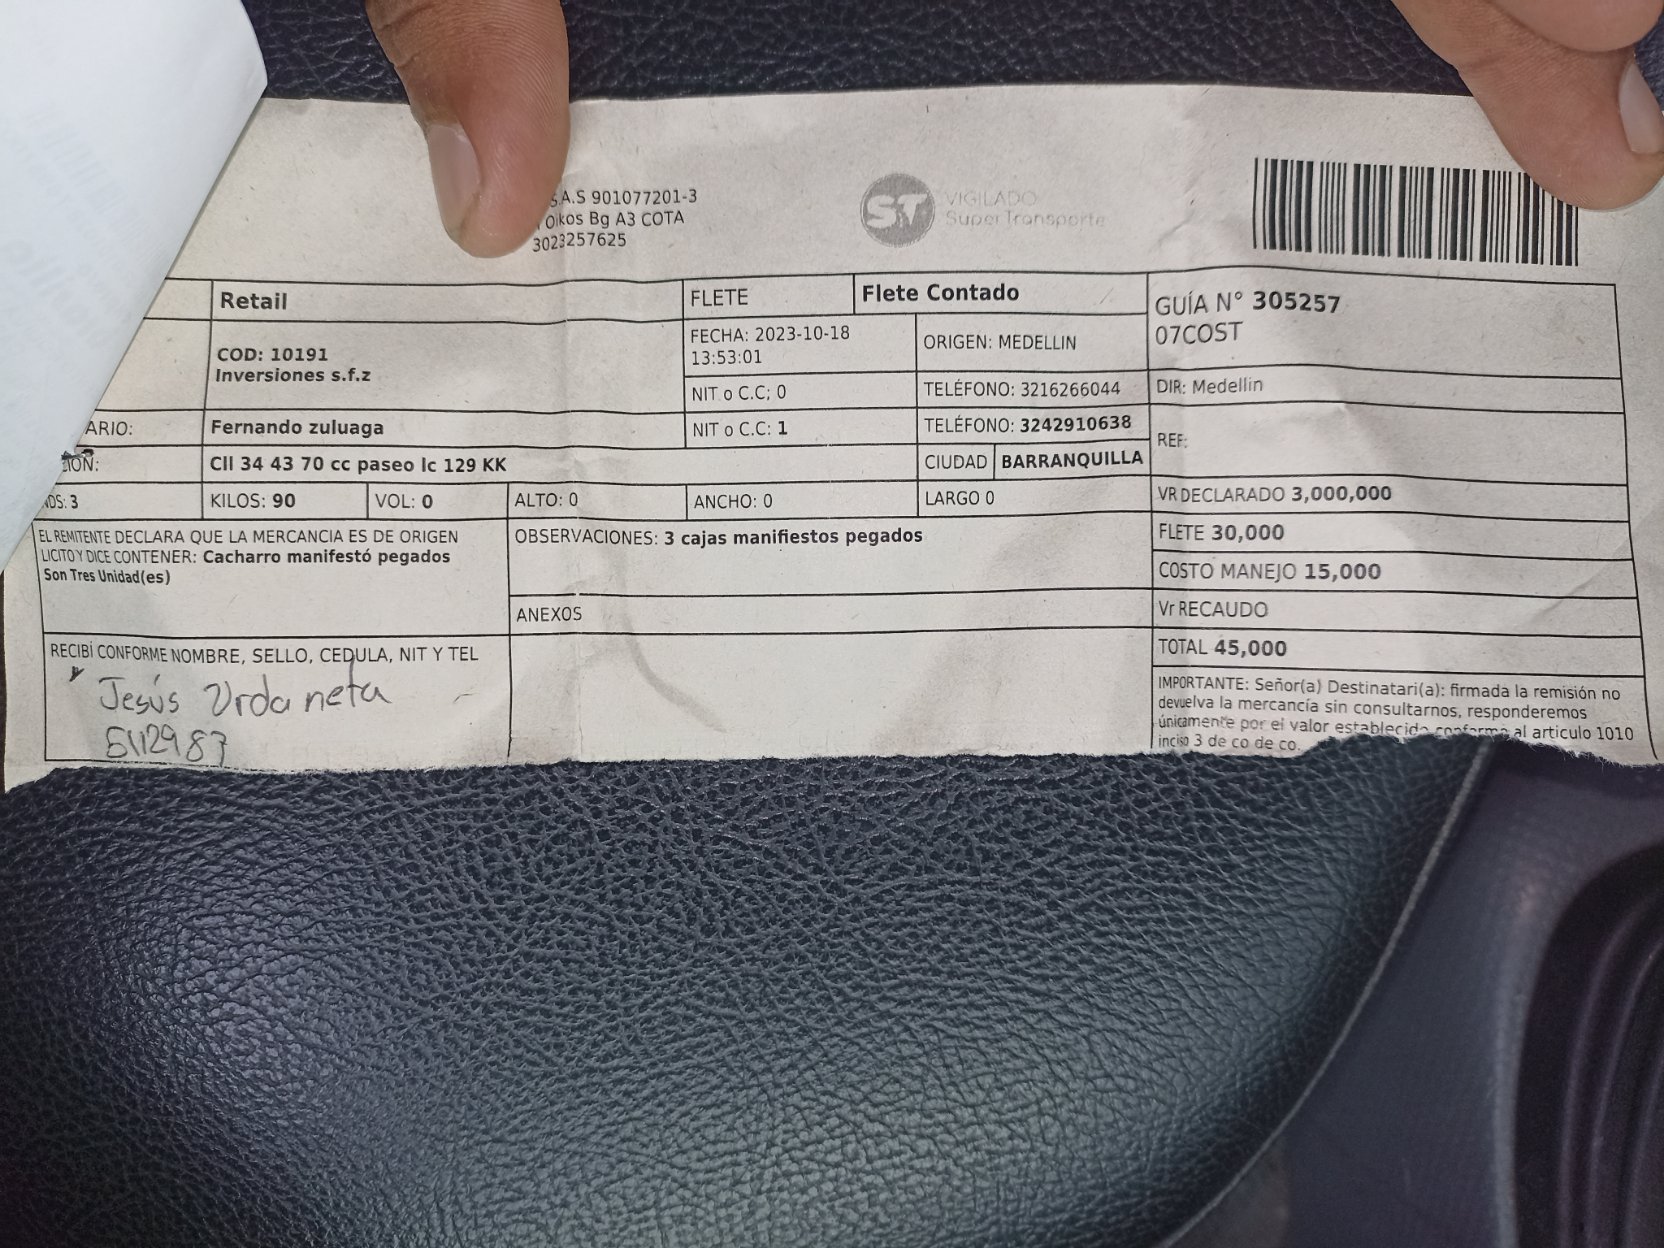 S.A.S 901077201-3
Oikos Bg A3 COTA
3023257625
ST VIGILADO
SuperTransporte
Retail
FLETE
Flete Contado
GUÍA N° 305257
07COST
COD: 10191
Inversiones s.f.z
FECHA: 2023-10-18
13:53:01
ORIGEN: MEDELLIN
NIT o C.C; 0
TELÉFONO: 3216266044
DIR: Medellin
ARIO:
Fernando zuluaga
NIT o C.C: 1
TELÉFONO: 3242910638
REF:
IÓN:
Cll 34 43 70 cc paseo lc 129 KK
CIUDAD
BARRANQUILLA
DS: 3
KILOS: 90
VOL: 0
ALTO: 0
ANCHO: 0
LARGO 0
VR DECLARADO 3,000,000
EL REMITENTE DECLARA QUE LA MERCANCIA ES DE ORIGEN
LICITO Y DICE CONTENER: Cacharro manifestó pegados
Son Tres Unidad(es)
OBSERVACIONES: 3 cajas manifiestos pegados
FLETE 30,000
COSTO MANEJO 15,000
ANEXOS
Vr RECAUDO
TOTAL 45,000
RECIBÍ CONFORME NOMBRE, SELLO, CEDULA, NIT Y TEL
Jesús Urdaneta
5112983
IMPORTANTE: Señor(a) Destinatari(a): firmada la remisión no
devuelva la mercancía sin consultarnos, responderemos
únicamente por el valor establecido conforme al articulo 1010
inciso 3 de co de co.